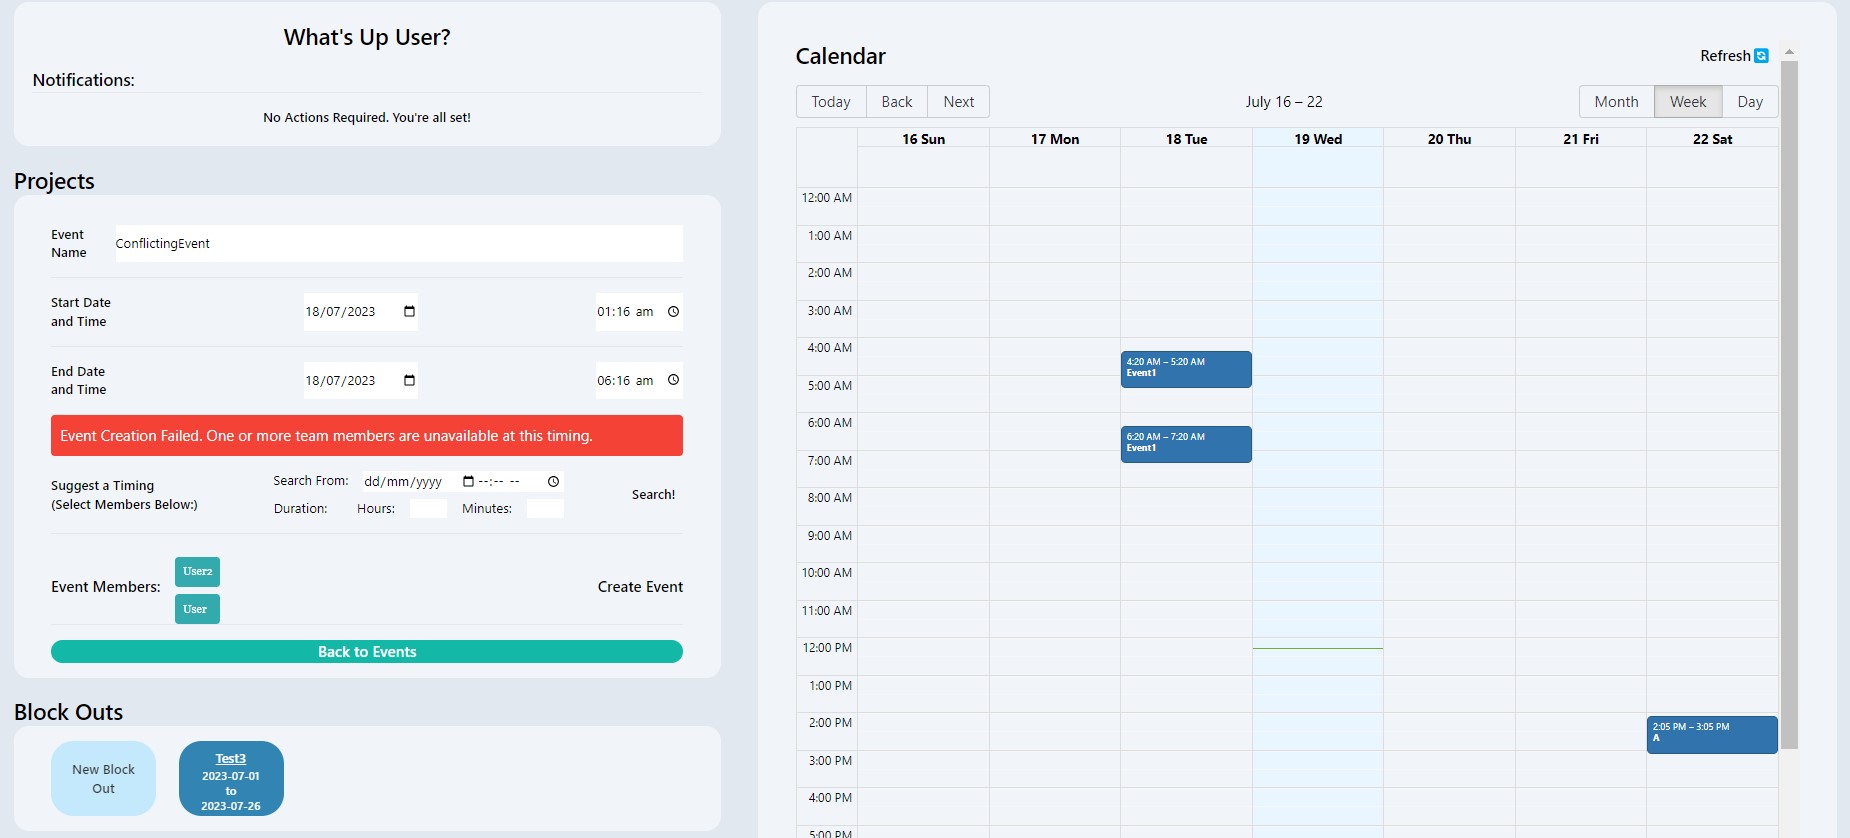 What's Up User?
Notifications:
No Actions Required. You're all set!
Projects
Event
Name
ConflictingEvent
Start Date
and Time
18/07/2023
01:16 am
End Date
and Time
18/07/2023
06:16 am
Event Creation Failed. One or more team members are unavailable at this timing.
Suggest a Timing
(Select Members Below:)
Search From:
dd/mm/yyyy
--:-- --
Duration:
Hours:
Minutes:
Search!
Event Members:
User2
User
Create Event
Back to Events
Block Outs
New Block
Out
Test3
2023-07-01
to
2023-07-26
Calendar
Refresh
Today
Back
Next
July 16 – 22
Month
Week
Day
16 Sun
17 Mon
18 Tue
19 Wed
20 Thu
21 Fri
22 Sat
12:00 AM
1:00 AM
2:00 AM
3:00 AM
4:00 AM
4:20 AM – 5:20 AM
Event1
5:00 AM
6:00 AM
6:20 AM – 7:20 AM
Event1
7:00 AM
8:00 AM
9:00 AM
10:00 AM
11:00 AM
12:00 PM
1:00 PM
2:00 PM
2:05 PM – 3:05 PM
A
3:00 PM
4:00 PM
5:00 PM